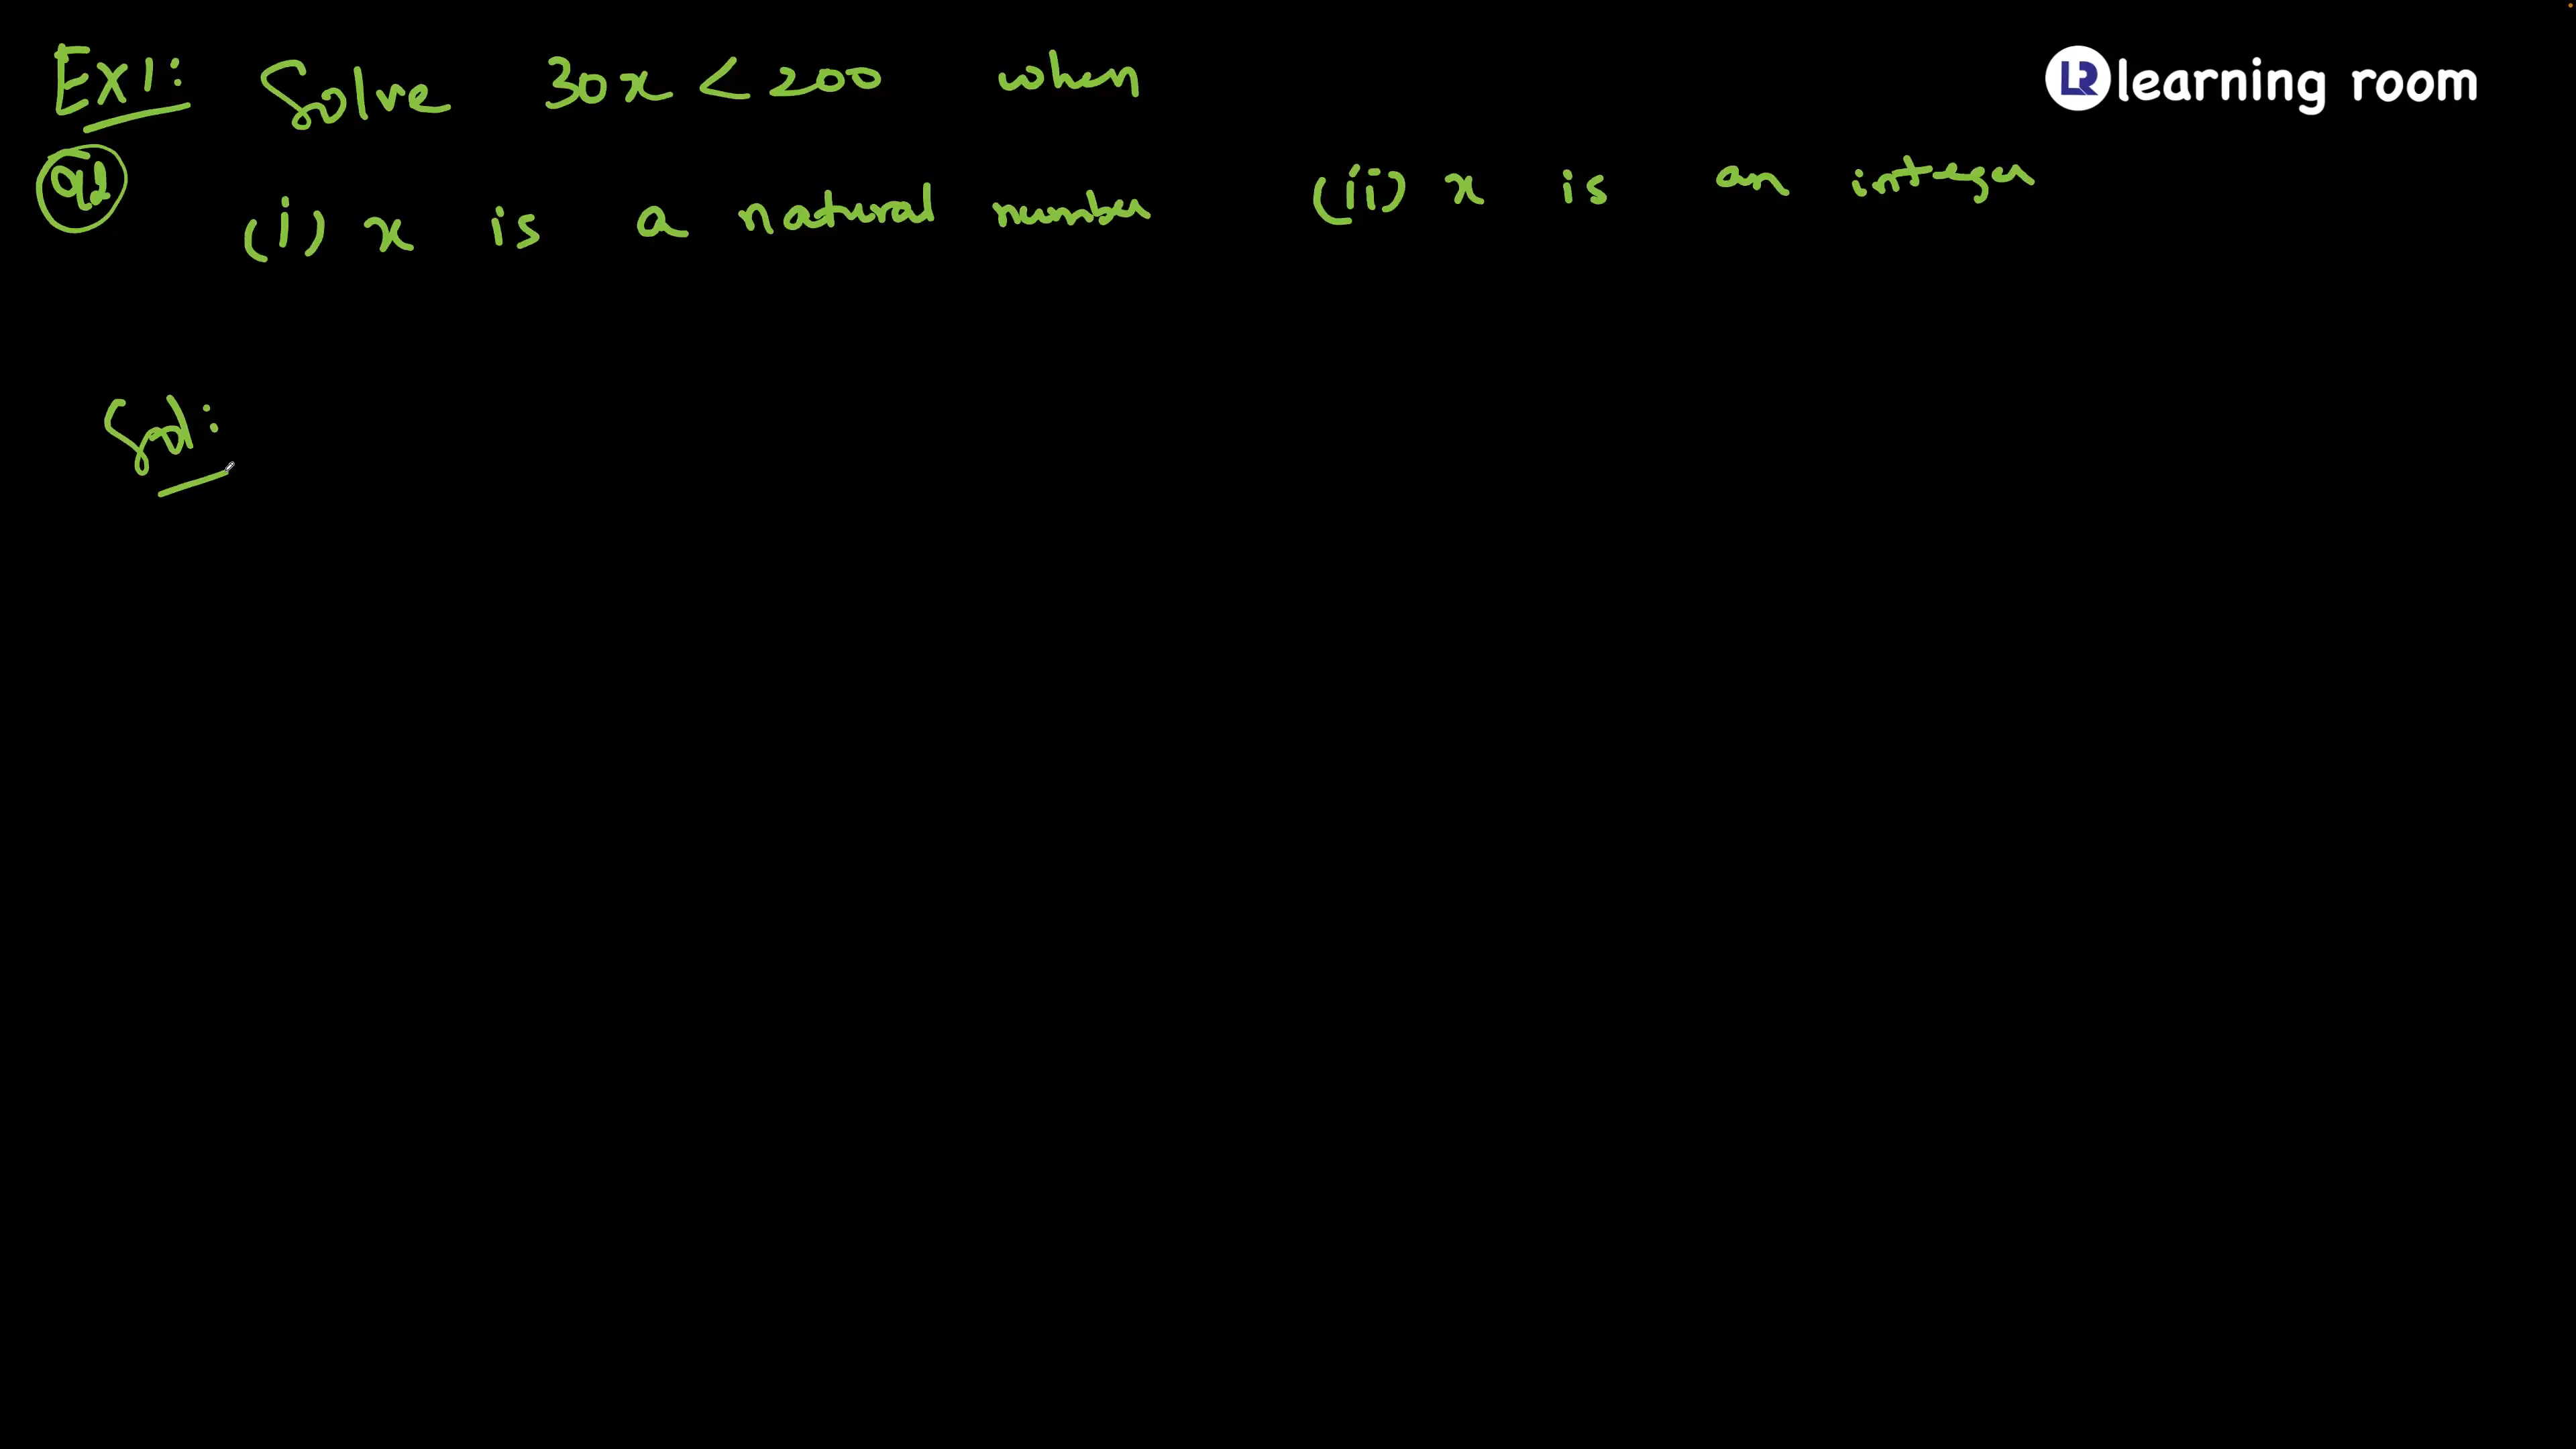 Ex1: Solve 30x < 200 when
learning room
(i) x is a natural number (ii) x is an integer
Sol: